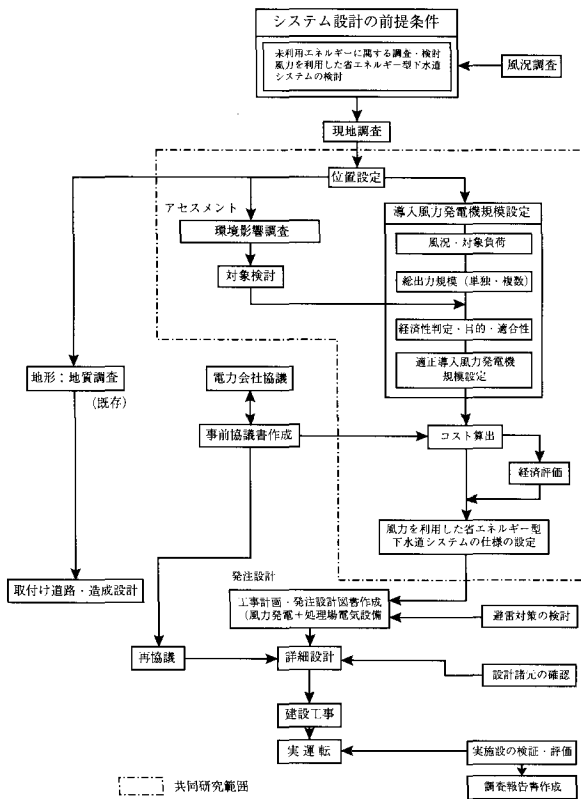 システム設計の前提条件
未利用エネルギーに関する調査・検討
風力を利用した省エネルギー型下水道
システムの検討
風況調査
現地調査
位置設定
アセスメント
環境影響調査
対象検討
導入風力発電機規模設定
風況・対象負荷
総出力規模(単独・複数)
経済性判定・目的・適合性
適正導入風力発電機
規模設定
地形:地質調査
(既存)
電力会社協議
事前協議書作成
コスト算出
経済評価
風力を利用した省エネルギー型
下水道システムの仕様の設定
取付け道路・造成設計
発注設計
工事計画・発注設計図書作成
(風力発電+処理場電気設備
避雷対策の検討
再協議
詳細設計
設計諸元の確認
建設工事
実運転
実施設の検証・評価
調査報告書作成
共同研究範囲